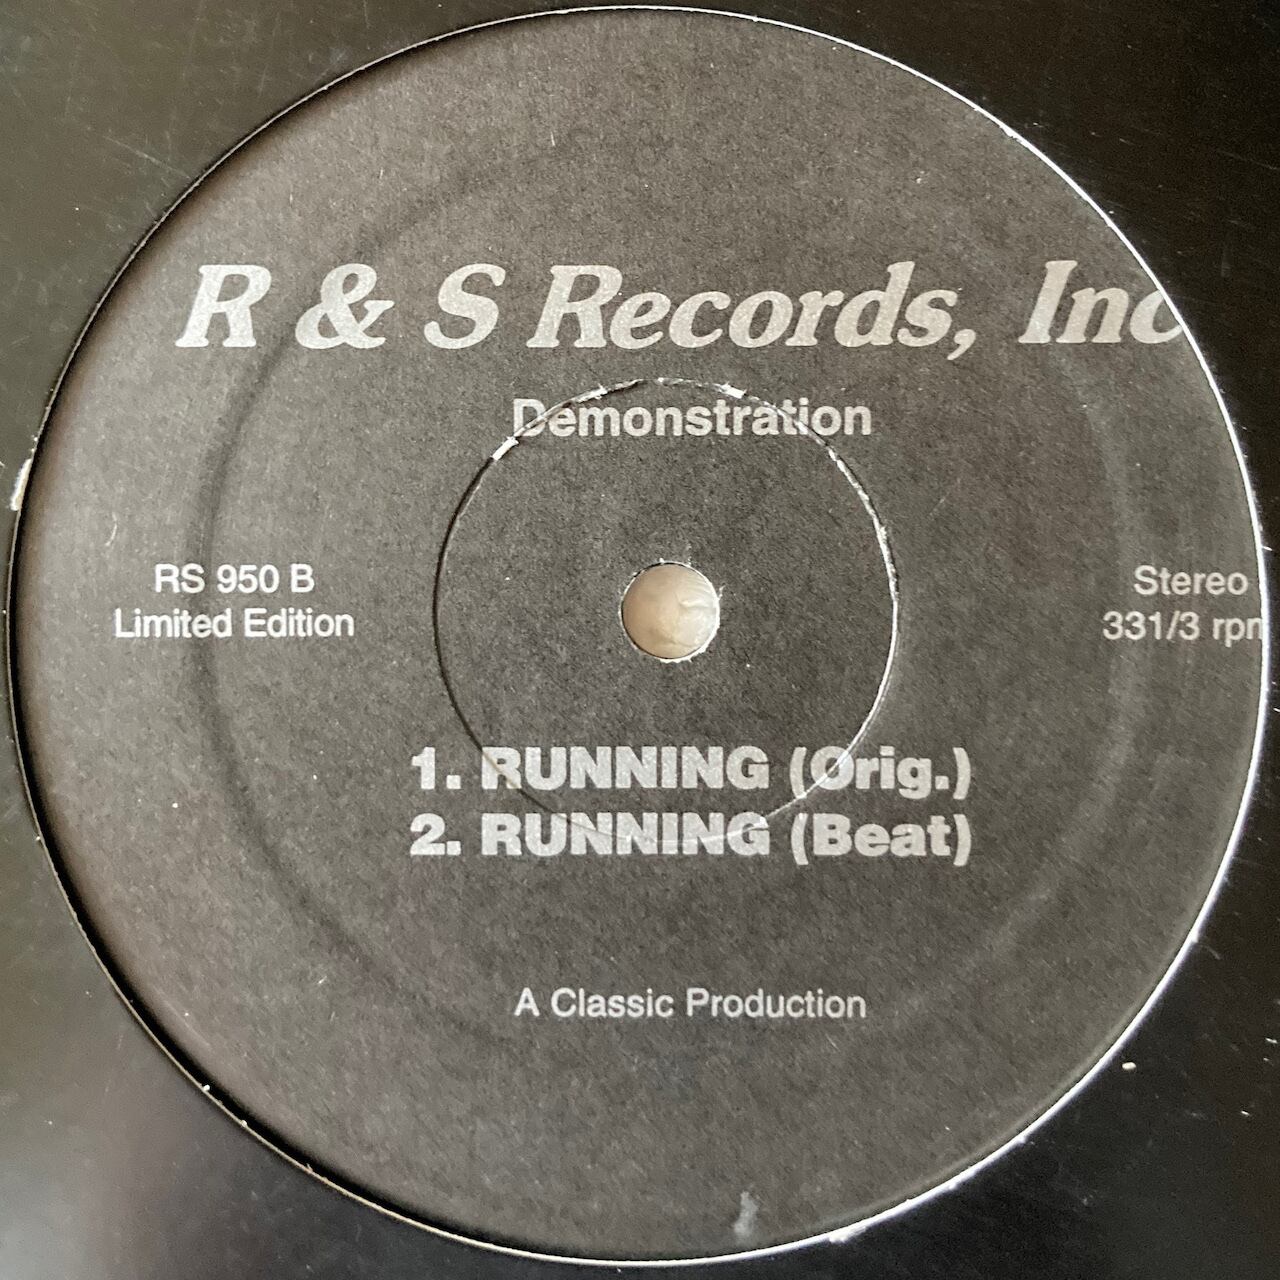 R & S Records, Inc
Demonstration
RS 950 B
Limited Edition
Stereo
331/3 rpm
1. RUNNING (Orig.)
2. RUNNING (Beat)
A Classic Production